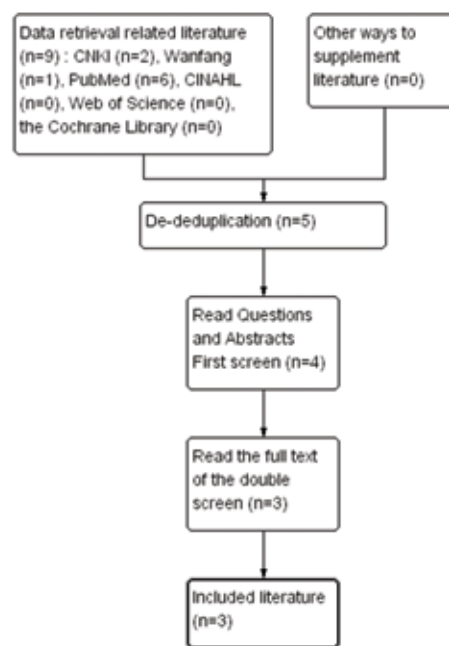 Data retrieval related literature
(n=9) : CNKI (n=2), Wanfang
(n=1), PubMed (n=6), CINAHL
(n=0), Web of Science (n=0),
the Cochrane Library (n=0)
Other ways to
supplement
literature (n=0)
De-deduplication (n=5)
Read Questions
and Abstracts
First screen (n=4)
Read the full text
of the double
screen (n=3)
Included literature
(n=3)